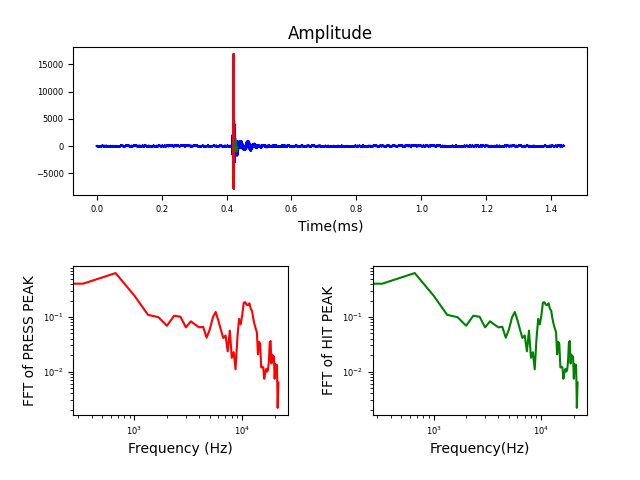 Amplitude
15000
10000
5000
0
−5000
0.0 0.2 0.4 0.6 0.8 1.0 1.2 1.4
Time(ms)
FFT of PRESS PEAK
10⁻¹
10⁻²
10³ 10⁴
Frequency (Hz)
FFT of HIT PEAK
10⁻¹
10⁻²
10³ 10⁴
Frequency(Hz)